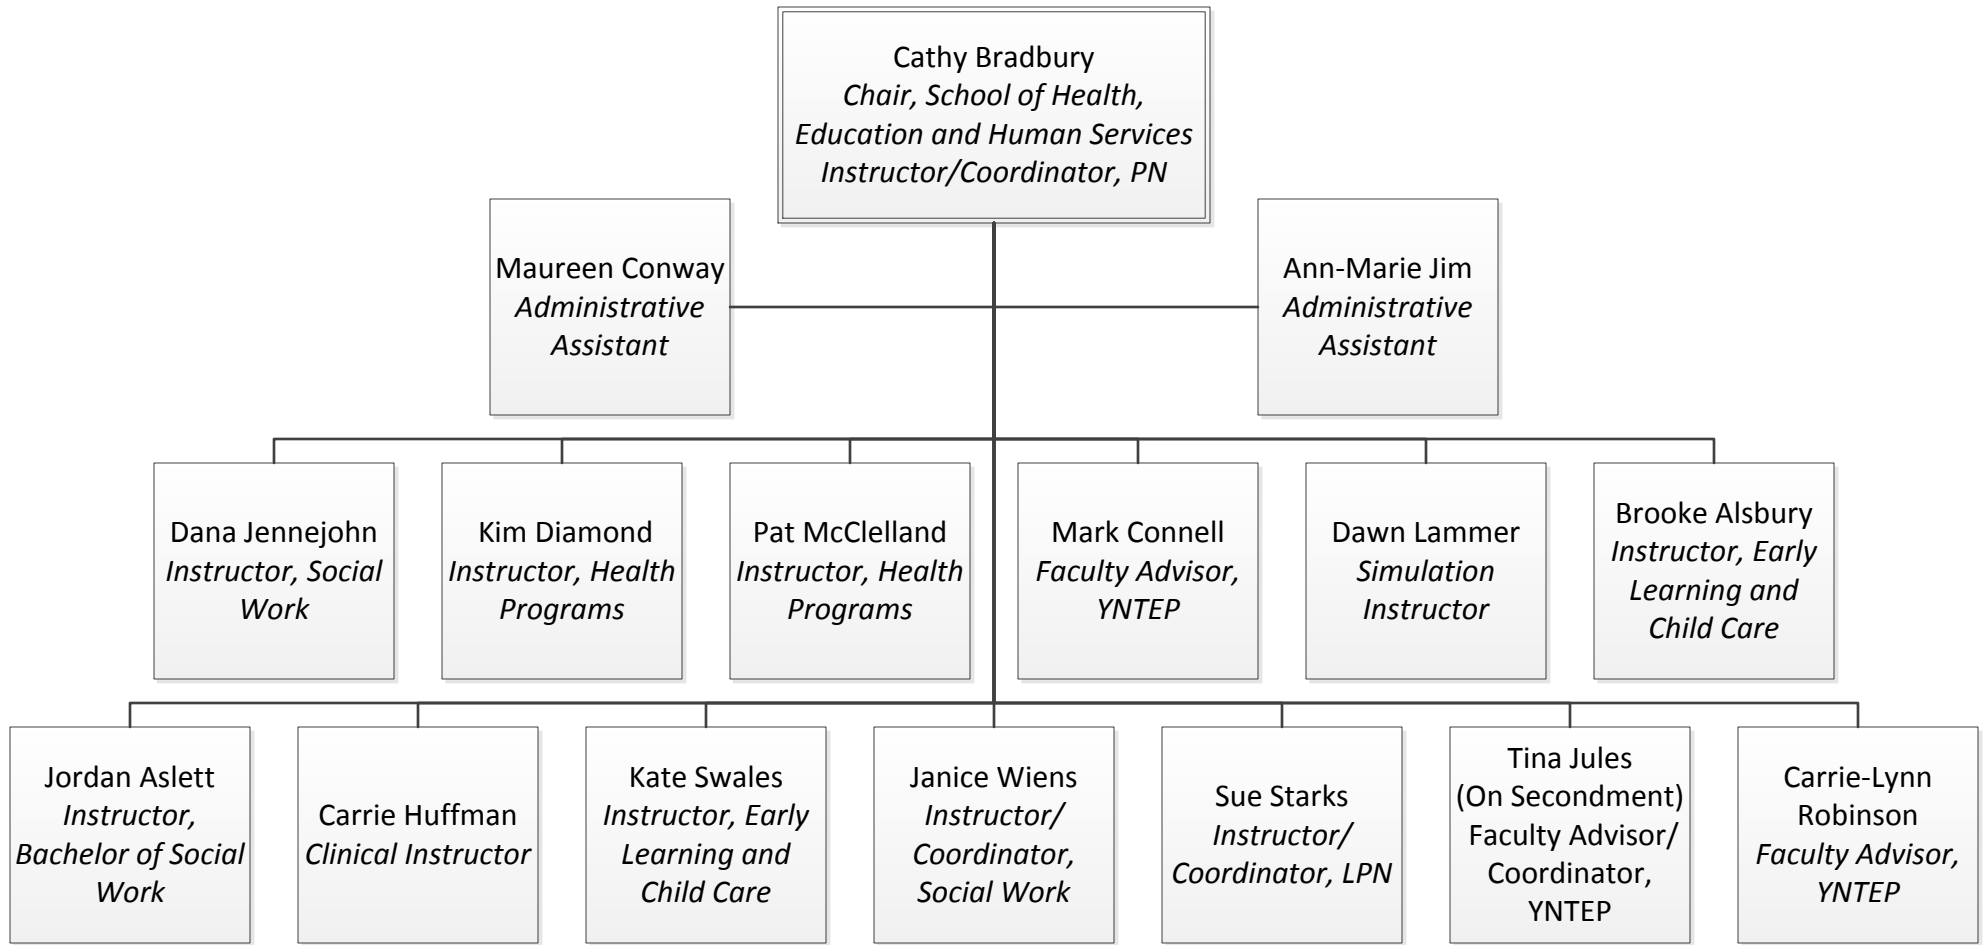 Cathy Bradbury
Chair, School of Health,
Education and Human Services
Instructor/Coordinator, PN
Maureen Conway
Administrative
Assistant
Ann-Marie Jim
Administrative
Assistant
Dana Jennejohn
Instructor, Social
Work
Kim Diamond
Instructor, Health
Programs
Pat McClelland
Instructor, Health
Programs
Mark Connell
Faculty Advisor,
YNTEP
Dawn Lammer
Simulation
Instructor
Brooke Alsbury
Instructor, Early
Learning and
Child Care
Jordan Aslett
Instructor,
Bachelor of Social
Work
Carrie Huffman
Clinical Instructor
Kate Swales
Instructor, Early
Learning and
Child Care
Janice Wiens
Instructor/
Coordinator,
Social Work
Sue Starks
Instructor/
Coordinator, LPN
Tina Jules
(On Secondment)
Faculty Advisor/
Coordinator,
YNTEP
Carrie-Lynn
Robinson
Faculty Advisor,
YNTEP